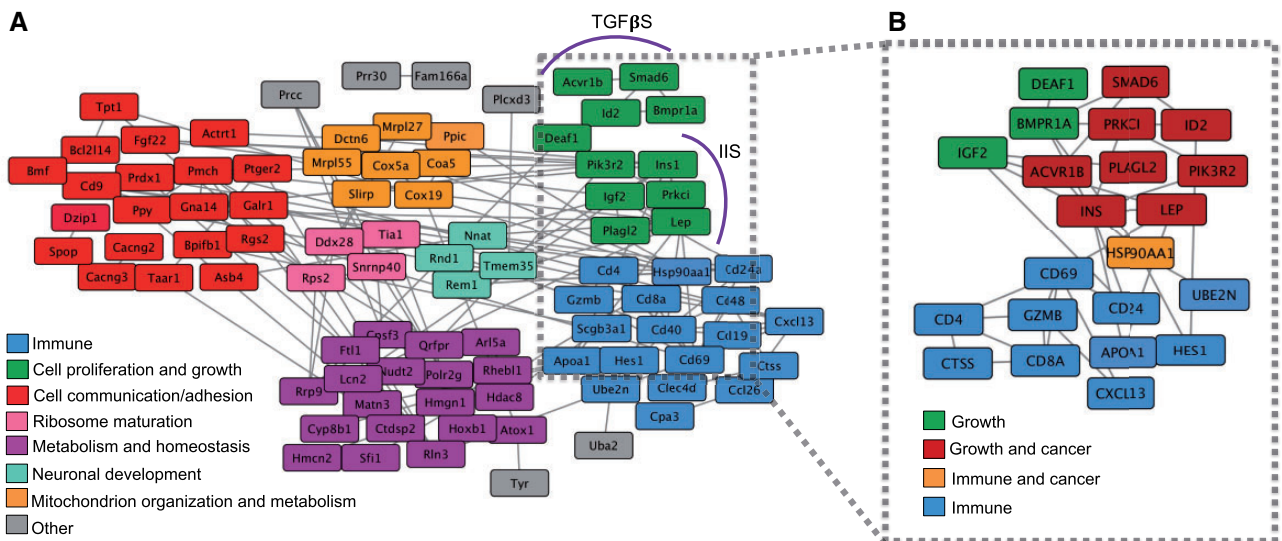 A
TGFβS
B
Prr30
Fam166a
Prcc
Plcxd3
Acvr1b
Smad6
Id2
Bmpr1a
Deaf1
IIS
Tpt1
Fgf22
Actrt1
Bcl2l14
Bmf
Cd9
Prdx1
Pmch
Ptger2
Dzip1
Ppy
Gna14
Galr1
Spop
Cacng2
Bpifb1
Rgs2
Cacng3
Taar1
Asb4
Dctn6
Mrpl27
Ppic
Mrpl55
Cox5a
Coa5
Slirp
Cox19
Pik3r2
Ins1
Igf2
Prkci
Plagl2
Lep
Ddx28
Tia1
Rps2
Snrnp40
Nnat
Rnd1
Tmem35
Rem1
Cd4
Hsp90aa1
Cd24a
Gzmb
Cd8a
Cd48
Scgb3a1
Cd40
Ccl19
Cxcl13
Apoa1
Hes1
Cd69
Ctss
Ube2n
Clec4d
Ccl26
Cpa3
Uba2
Cpsf3
Qrfpr
Arl5a
Ftl1
Nudt2
Polr2g
Rhebl1
Rrp9
Lcn2
Matn3
Hmgn1
Hdac8
Cyp8b1
Ctdsp2
Hoxb1
Atox1
Hmcn2
Sfi1
Rln3
Tyr
Immune
Cell proliferation and growth
Cell communication/adhesion
Ribosome maturation
Metabolism and homeostasis
Neuronal development
Mitochondrion organization and metabolism
Other
DEAF1
SMAD6
BMPR1A
PRKCI
ID2
IGF2
ACVR1B
PLAGL2
PIK3R2
INS
LEP
HSP90AA1
CD69
UBE2N
CD4
GZMB
CD24
CTSS
CD8A
APOA1
HES1
CXCL13
Growth
Growth and cancer
Immune and cancer
Immune